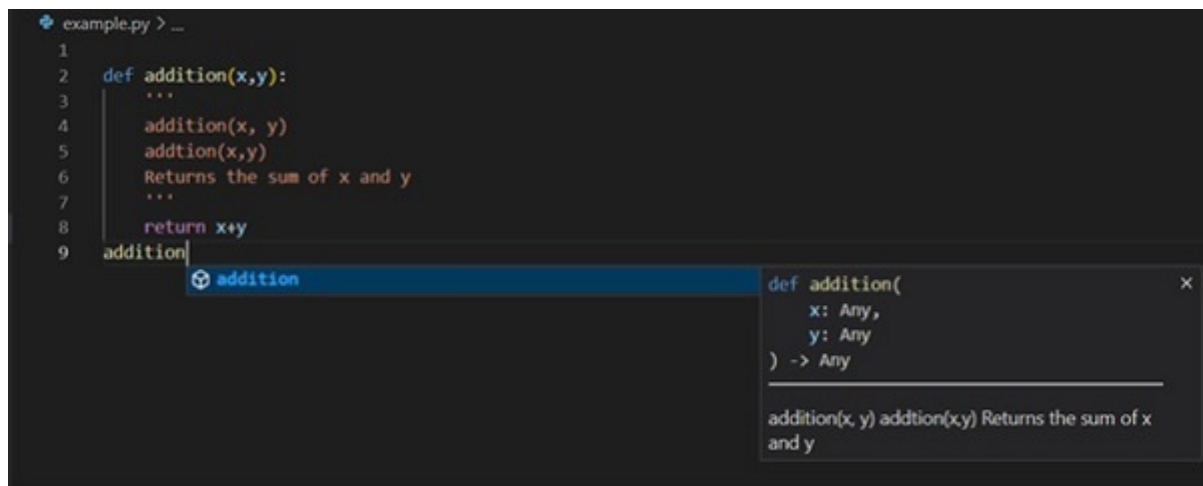 example.py > ...
1
2 def addition(x,y):
3 '''
4 addition(x, y)
5 addtion(x,y)
6 Returns the sum of x and y
7 '''
8 return x+y
9 addition
addition
def addition(
x: Any,
y: Any
) -> Any
addition(x, y) addtion(x,y) Returns the sum of x
and y